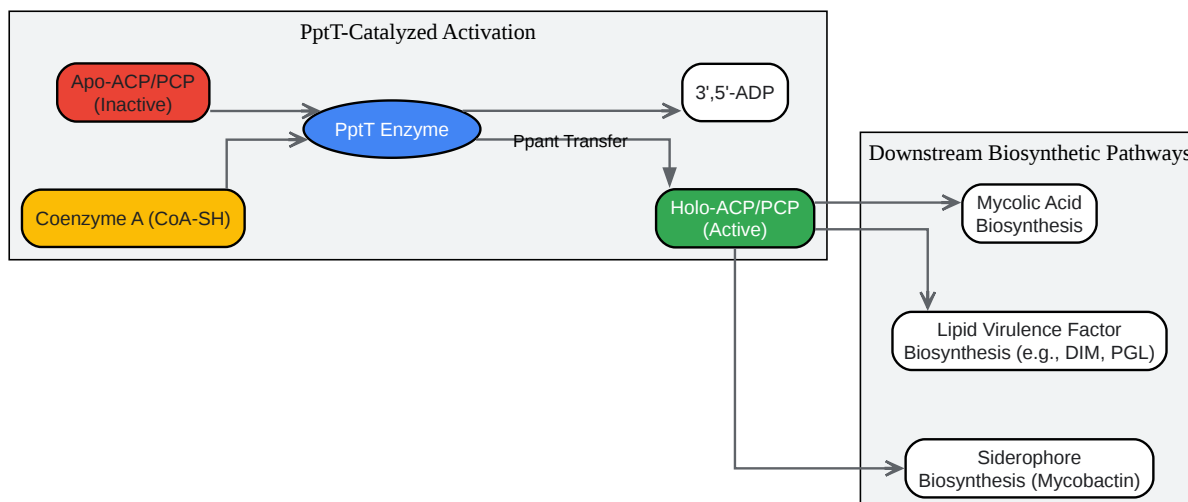 PptT-Catalyzed Activation
Apo-ACP/PCP
(Inactive)
3',5'-ADP
PptT Enzyme
Ppant Transfer
Coenzyme A (CoA-SH)
Holo-ACP/PCP
(Active)
Downstream Biosynthetic Pathways
Mycolic Acid
Biosynthesis
Lipid Virulence Factor
Biosynthesis (e.g., DIM, PGL)
Siderophore
Biosynthesis (Mycobactin)